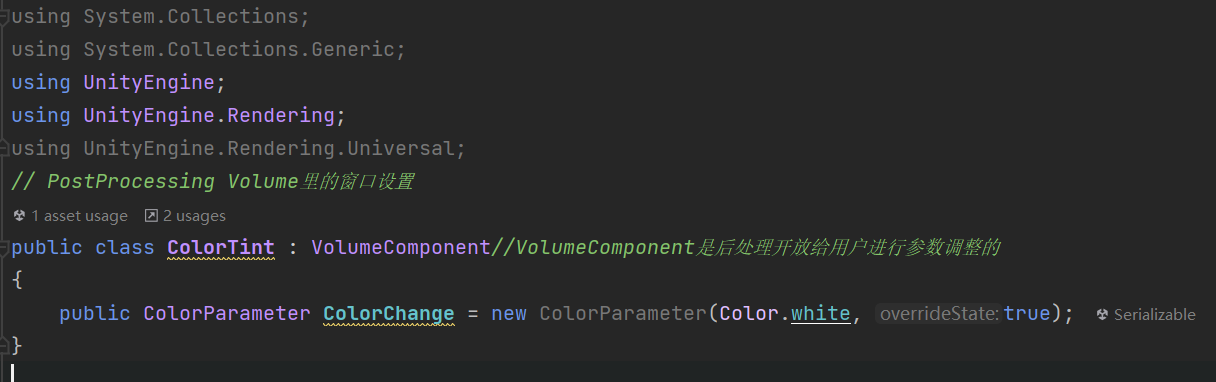 using System.Collections;
using System.Collections.Generic;
using UnityEngine;
using UnityEngine.Rendering;
using UnityEngine.Rendering.Universal;
// PostProcessing Volume里的窗口设置
1 asset usage 2 usages
public class ColorTint : VolumeComponent//VolumeComponent是后处理开放给用户进行参数调整的
{
    public ColorParameter ColorChange = new ColorParameter(Color.white, overrideState:true); Serializable
}